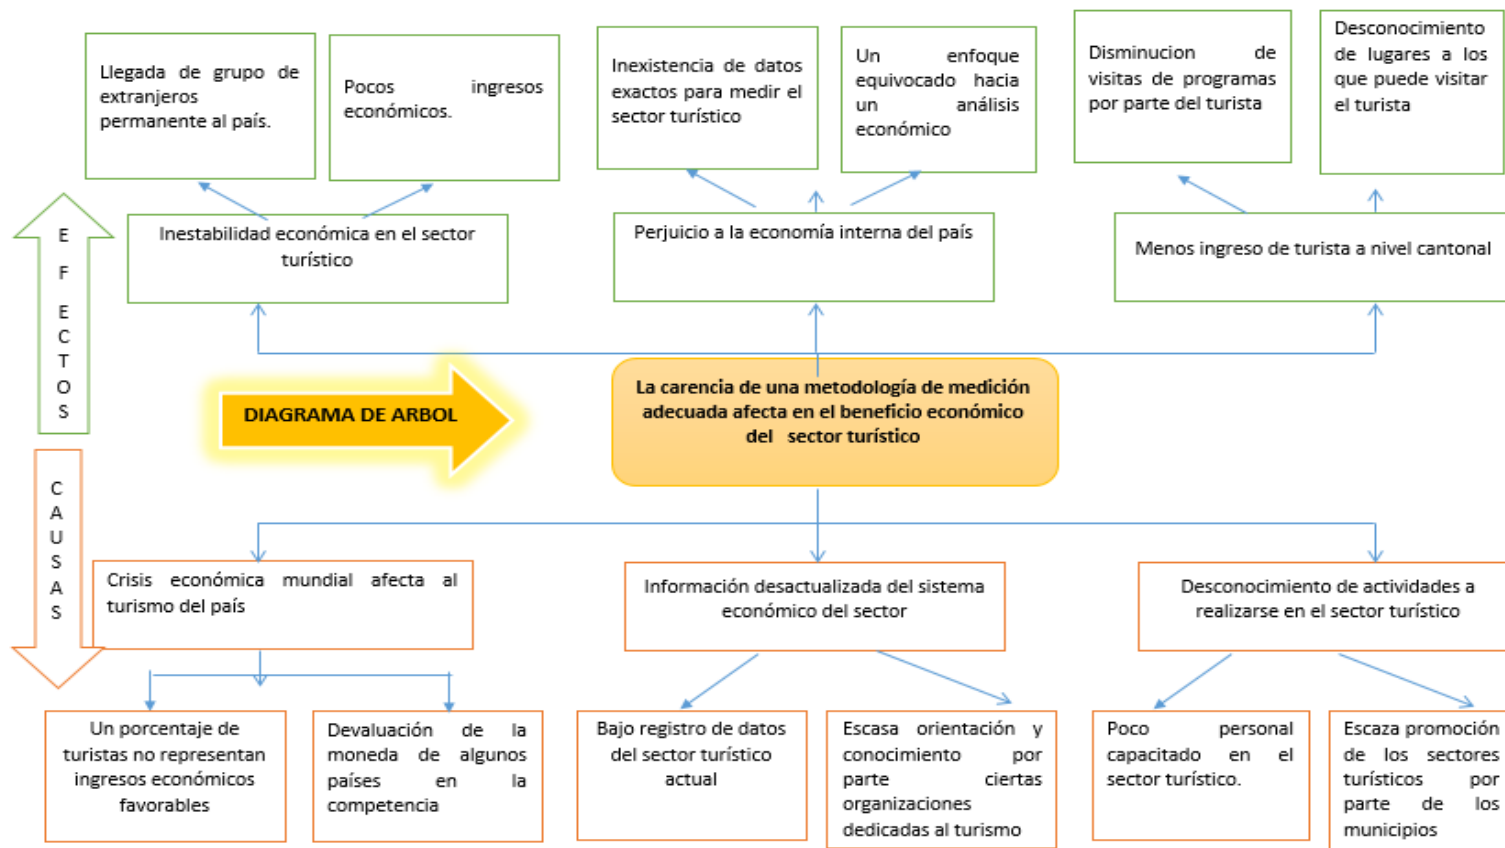 Llegada de grupo de
extranjeros
permanente al país.
Pocos ingresos
económicos.
Inexistencia de datos
exactos para medir el
sector turístico
Un enfoque
equivocado hacia
un análisis
económico
Disminucion de
visitas de programas
por parte del turista
Desconocimiento
de lugares a los
que puede visitar
el turista
E
F
E
C
T
O
S
Inestabilidad económica en el sector
turístico
Perjuicio a la economía interna del país
Menos ingreso de turista a nivel cantonal
DIAGRAMA DE ARBOL
La carencia de una metodología de medición
adecuada afecta en el beneficio económico
del sector turístico
C
A
U
S
A
S
Crisis económica mundial afecta al
turismo del país
Información desactualizada del sistema
económico del sector
Desconocimiento de actividades a
realizarse en el sector turístico
Un porcentaje de
turistas no representan
ingresos económicos
favorables
Devaluación de la
moneda de algunos
países en la
competencia
Bajo registro de datos
del sector turístico
actual
Escasa orientación y
conocimiento por
parte ciertas
organizaciones
dedicadas al turismo
Poco personal
capacitado en el
sector turístico.
Escaza promoción
de los sectores
turísticos por
parte de los
municipios